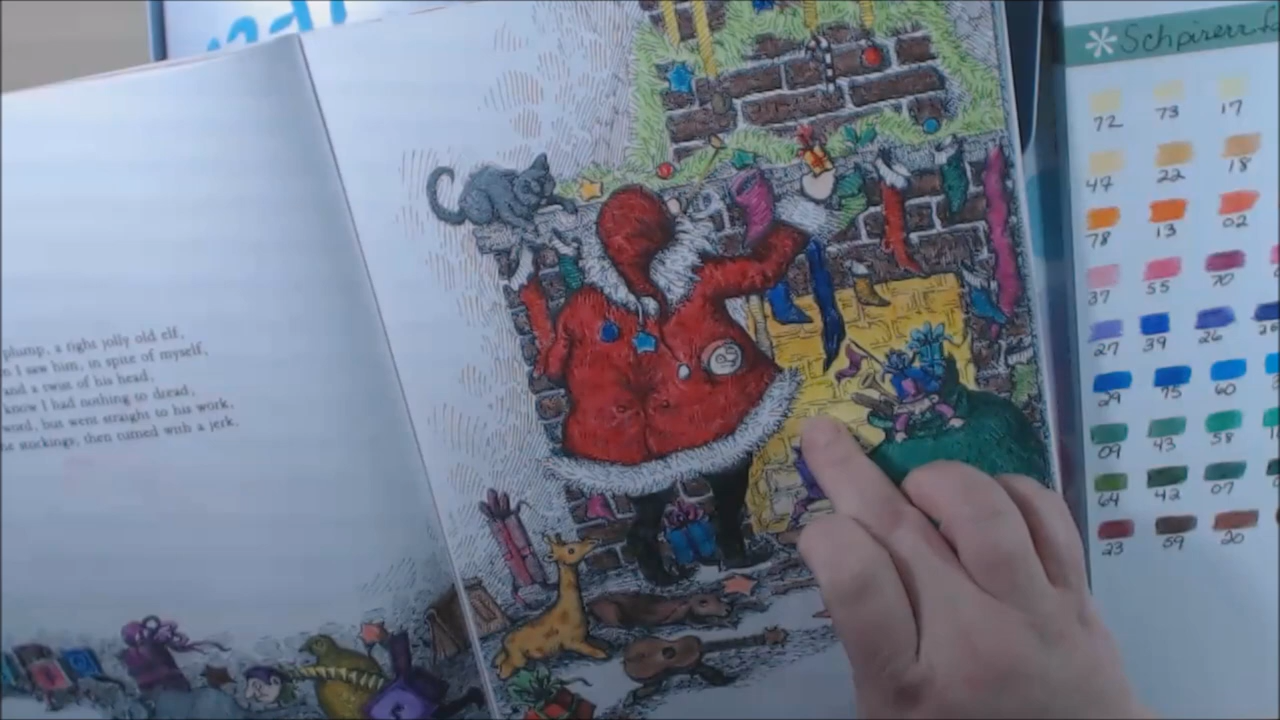 plump, a right jolly old elf,
I saw him, in spite of myself,
and a twist of his head,
know I had nothing to dread;
word, but went straight to his work,
stockings, then turned with a jerk.
* Schpirerr
72 73 17
47 22 18
78 13 02
37 55 70
27 39 26
29 75 60
09 43 58
64 42 07
23 59 20